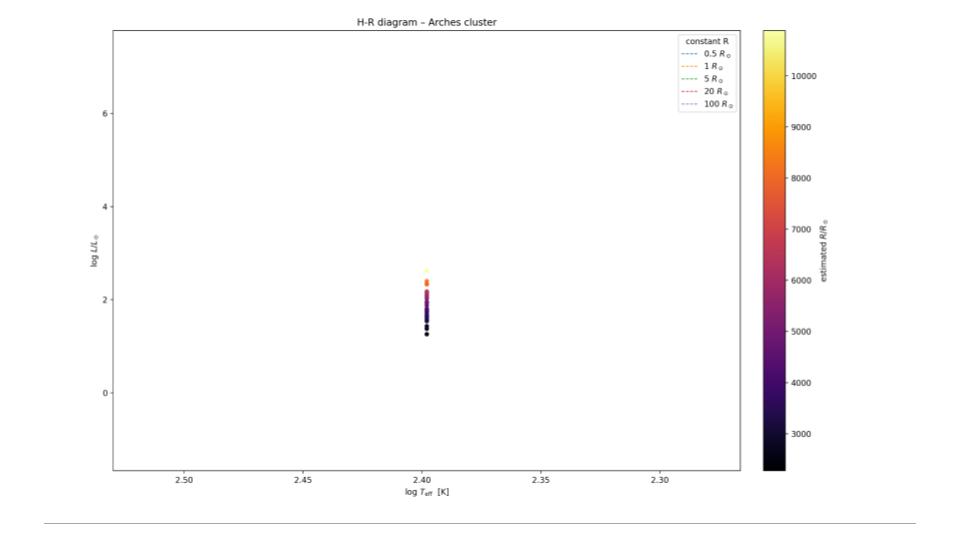 H-R diagram – Arches cluster
constant R
0.5 R☉
1 R☉
5 R☉
20 R☉
100 R☉
log L/L☉
6
4
2
0
2.50
2.45
2.40
2.35
2.30
log Teff [K]
10000
9000
8000
7000
6000
5000
4000
3000
estimated R/R☉